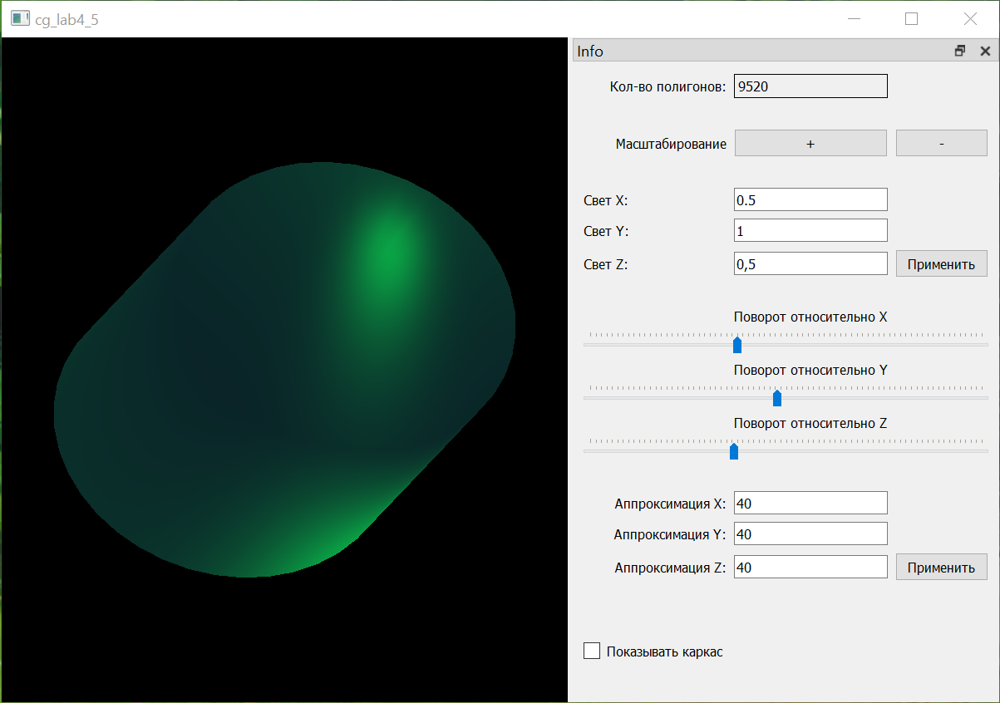 cg_lab4_5
Info
Кол-во полигонов: 9520
Масштабирование + -
Свет X: 0.5
Свет Y: 1
Свет Z: 0,5 Применить
Поворот относительно X
Поворот относительно Y
Поворот относительно Z
Аппроксимация X: 40
Аппроксимация Y: 40
Аппроксимация Z: 40 Применить
Показывать каркас